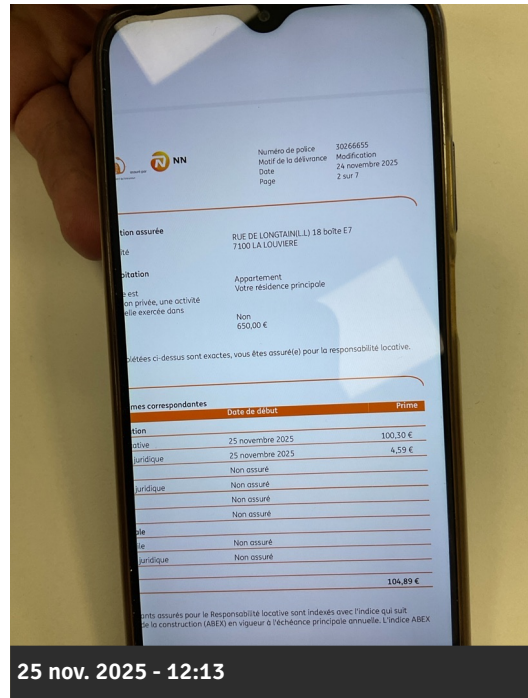 NN
Numéro de police 30266655
Motif de la délivrance Modification
Date 24 novembre 2025
Page 2 sur 7
tion assurée
ité RUE DE LONGTAIN(L.L) 18 boîte E7
7100 LA LOUVIERE
bitation
Appartement
e est Votre résidence principale
on privée, une activité
elle exercée dans
Non
650,00 €
plétées ci-dessus sont exactes, vous êtes assuré(e) pour la responsabilité locative.
mes correspondantes
Date de début Prime
tion
ative 25 novembre 2025 100,30 €
juridique 25 novembre 2025 4,59 €
Non assuré
juridique Non assuré
Non assuré
Non assuré
ble
ile Non assuré
juridique Non assuré
104,89 €
ants assurés pour le Responsabilité locative sont indexés avec l'indice qui suit
de la construction (ABEX) en vigueur à l'échéance principale annuelle. L'indice ABEX
25 nov. 2025 - 12:13